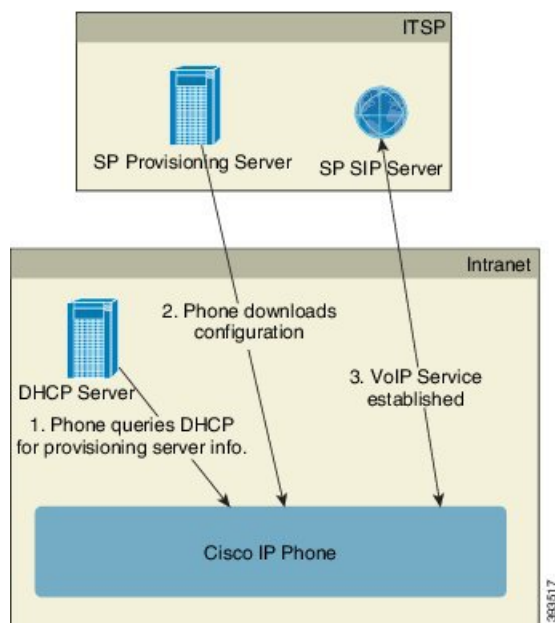 ITSP
SP Provisioning Server
SP SIP Server
Intranet
2. Phone downloads
configuration
DHCP Server
3. VoIP Service
established
1. Phone queries DHCP
for provisioning server info.
Cisco IP Phone
393517